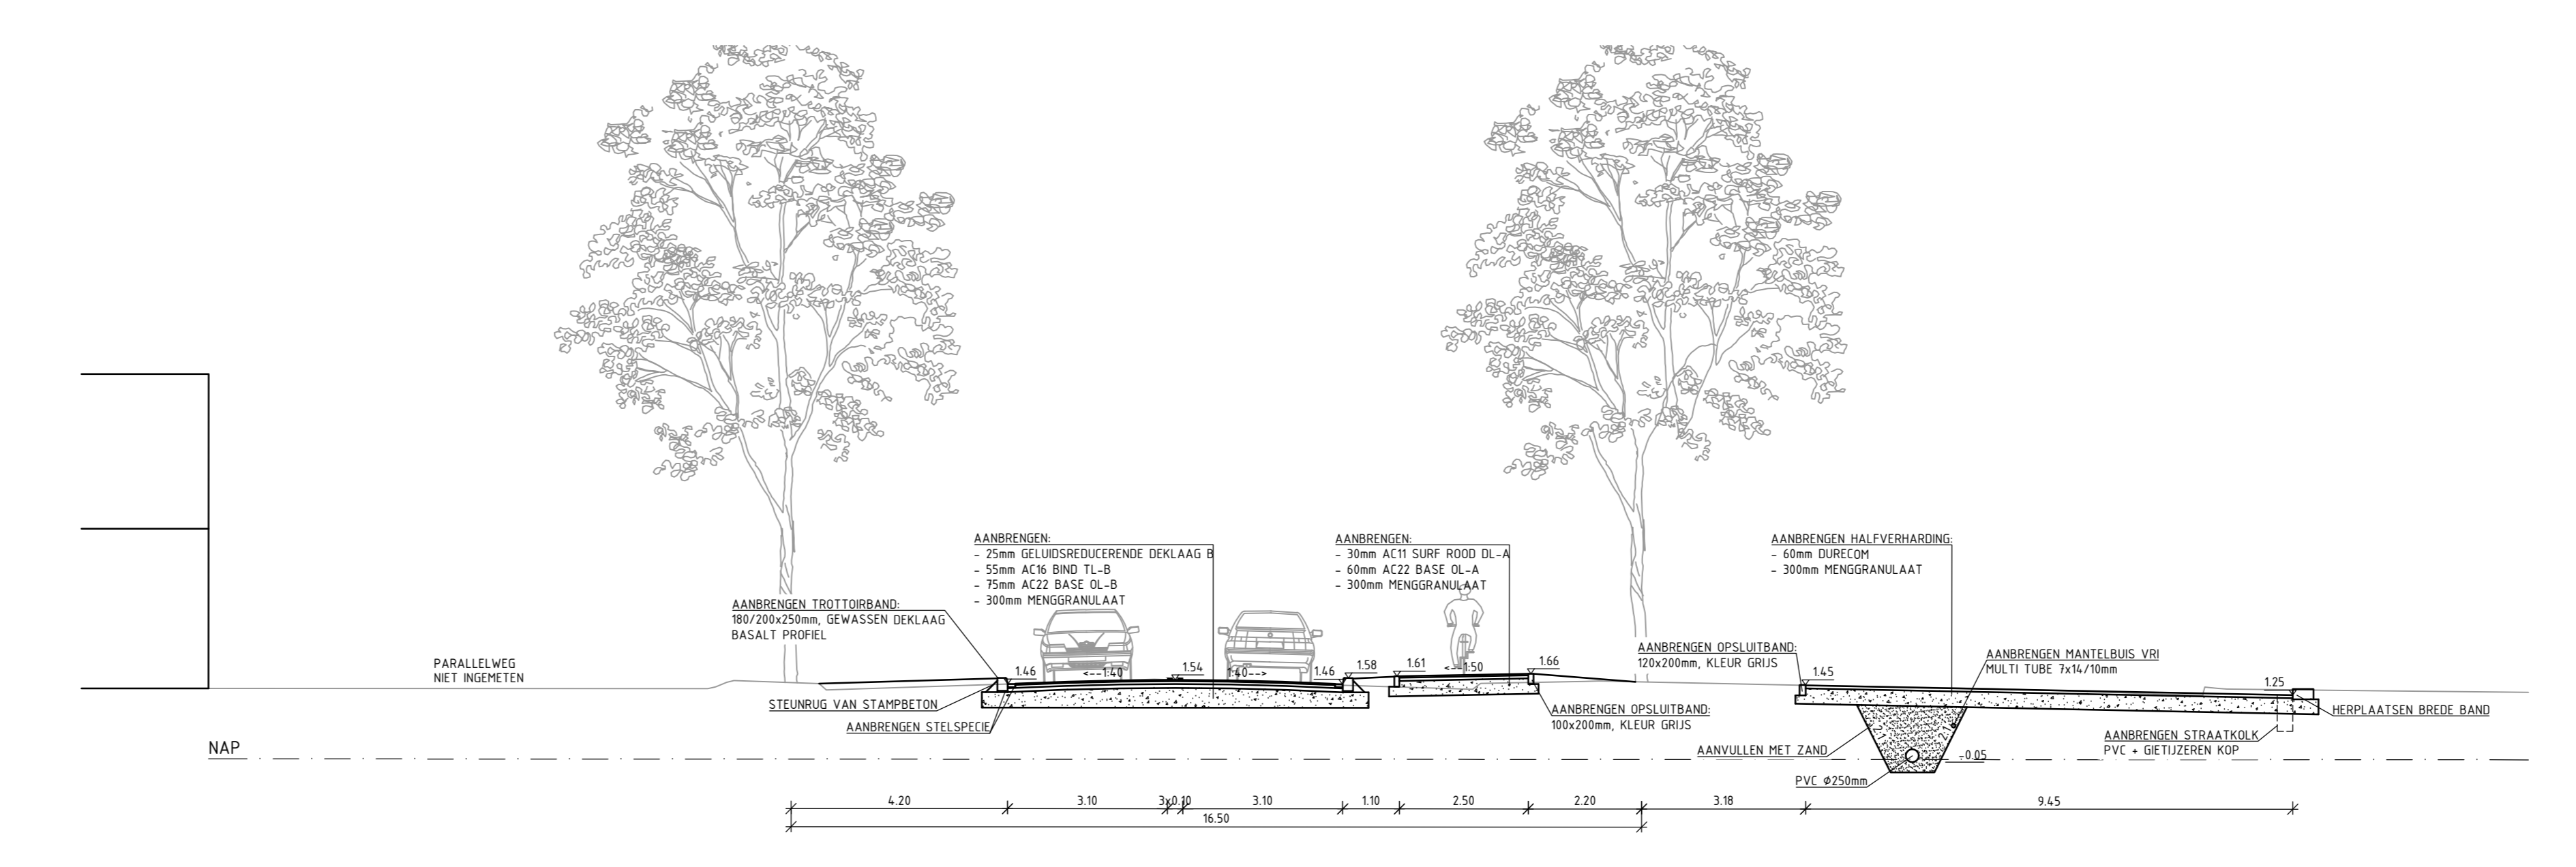 AANBRENGEN:
- 25mm GELUIDSREDUCERENDE DEKLAAG B
- 55mm AC16 BIND TL-B
- 75mm AC22 BASE OL-B
- 300mm MENGGRANULAAT
AANBRENGEN:
- 30mm AC11 SURF ROOD DL-A
- 60mm AC22 BASE OL-A
- 300mm MENGGRANULAAT
AANBRENGEN HALFVERHARDING:
- 60mm DURECOM
- 300mm MENGGRANULAAT
AANBRENGEN TROTTOIRBAND:
180/200x250mm, GEWASSEN DEKLAAG
BASALT PROFIEL
PARALLELWEG
NIET INGEMETEN
1.46
<--1:40
1.54
1:40-->
1.46
1.58
1.61
<--1:50
1.66
AANBRENGEN OPSLUITBAND:
120x200mm, KLEUR GRIJS
1.45
AANBRENGEN MANTELBUIS VRI
MULTI TUBE 7x14/10mm
1.25
STEUNRUG VAN STAMPBETON
AANBRENGEN STELSPECIE
AANBRENGEN OPSLUITBAND:
100x200mm, KLEUR GRIJS
HERPLAATSEN BREDE BAND
AANBRENGEN STRAATKOLK
PVC + GIETIJZEREN KOP
NAP
AANVULLEN MET ZAND
-0.05
PVC Ø250mm
4.20
3.10
3x0.10
3.10
1.10
2.50
2.20
3.18
9.45
16.50